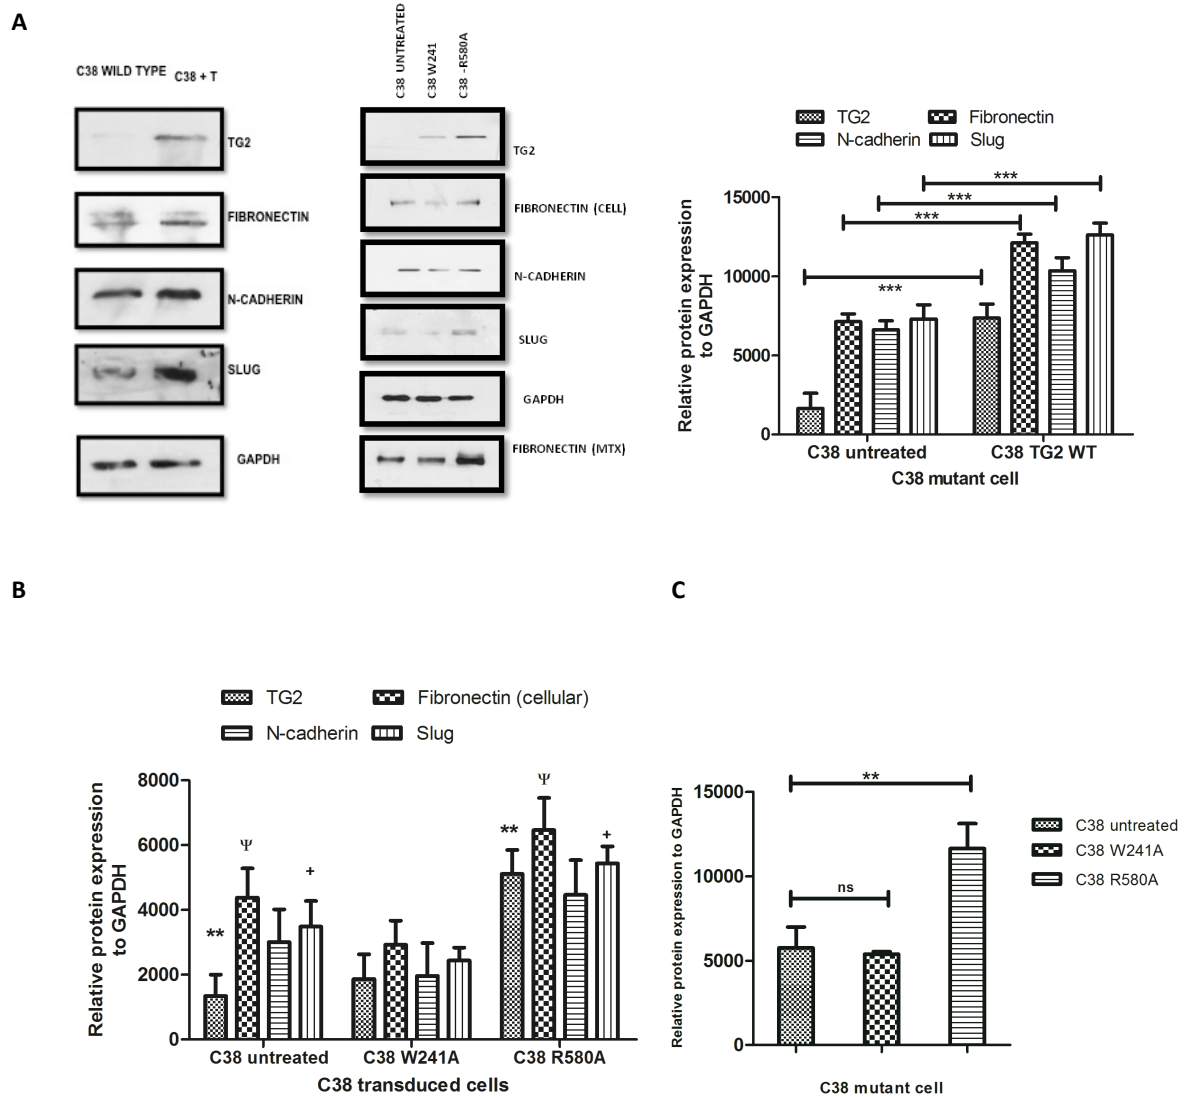 A
C38 WILD TYPE
C38 + T
TG2
FIBRONECTIN
N-CADHERIN
SLUG
GAPDH
C38 UNTREATED
C38 W241
C38 -R580A
TG2
FIBRONECTIN (CELL)
N-CADHERIN
SLUG
GAPDH
FIBRONECTIN (MTX)
TG2
Fibronectin
N-cadherin
Slug
Relative protein expression
to GAPDH
15000
10000
5000
0
***
***
***
***
C38 untreated
C38 TG2 WT
C38 mutant cell
B
TG2
Fibronectin (cellular)
N-cadherin
Slug
Relative protein expression
to GAPDH
8000
6000
4000
2000
0
**
Ψ
+
**
Ψ
+
C38 untreated
C38 W241A
C38 R580A
C38 transduced cells
C
Relative protein expression to GAPDH
15000
10000
5000
0
**
ns
C38 mutant cell
C38 untreated
C38 W241A
C38 R580A